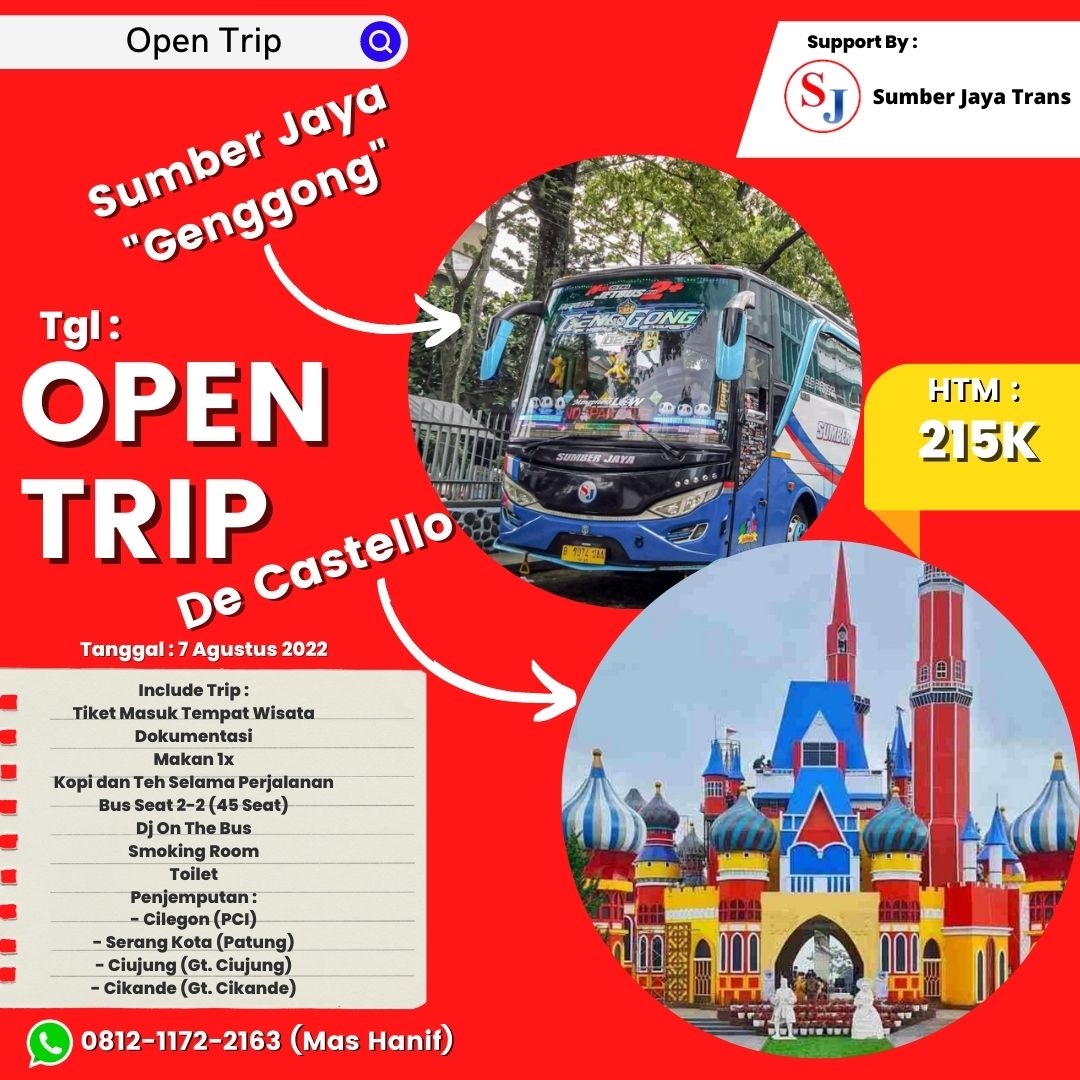 Open Trip
Support By :
SJ
Sumber Jaya Trans
Sumber Jaya
"Genggong"
JETBUS 2+
GENGGONG
SUMBER JAYA
SJ
SUMBER
Tgl :
OPEN
TRIP
HTM :
215K
De Castello
Tanggal : 7 Agustus 2022
Include Trip :
Tiket Masuk Tempat Wisata
Dokumentasi
Makan 1x
Kopi dan Teh Selama Perjalanan
Bus Seat 2-2 (45 Seat)
Dj On The Bus
Smoking Room
Toilet
Penjemputan :
- Cilegon (PCI)
- Serang Kota (Patung)
- Ciujung (Gt. Ciujung)
- Cikande (Gt. Cikande)
0812-1172-2163 (Mas Hanif)